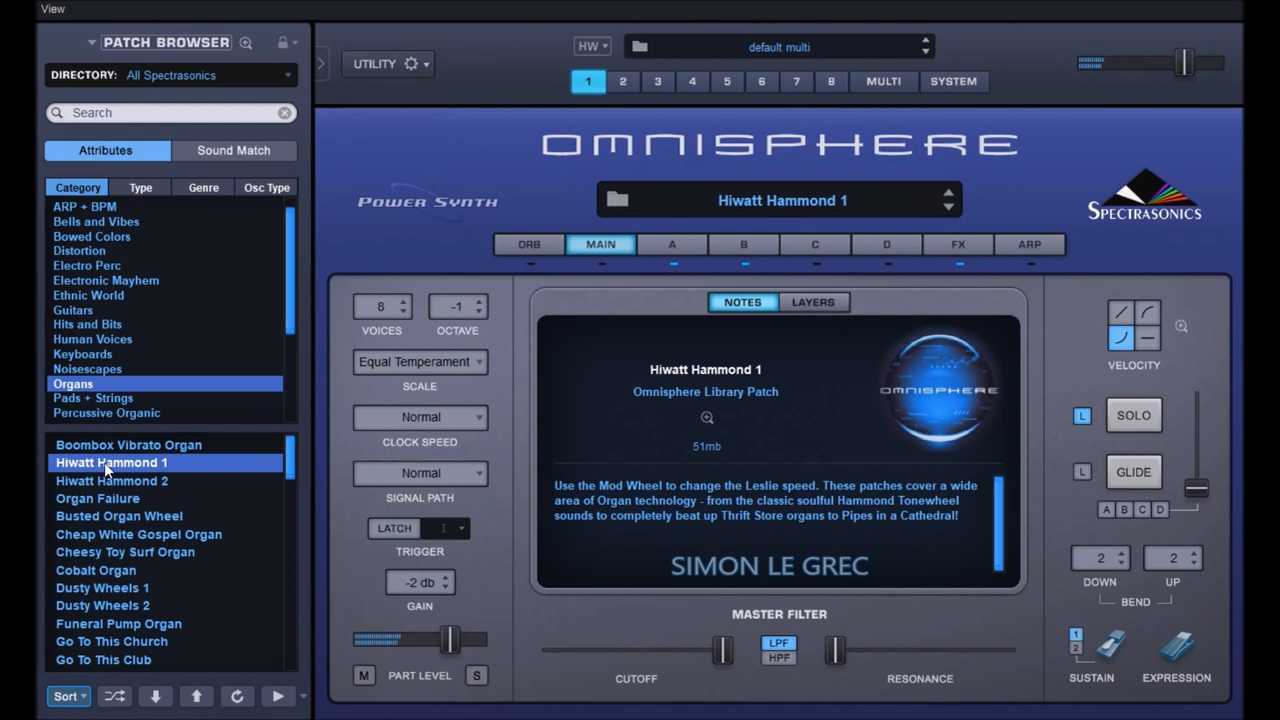 View
PATCH BROWSER
DIRECTORY: All Spectrasonics
Search
Attributes
Sound Match
Category
Type
Genre
Osc Type
ARP + BPM
Bells and Vibes
Bowed Colors
Distortion
Electro Perc
Electronic Mayhem
Ethnic World
Guitars
Hits and Bits
Human Voices
Keyboards
Noisescapes
Organs
Pads + Strings
Percussive Organic
Boombox Vibrato Organ
Hiwatt Hammond 1
Hiwatt Hammond 2
Organ Failure
Busted Organ Wheel
Cheap White Gospel Organ
Cheesy Toy Surf Organ
Cobalt Organ
Dusty Wheels 1
Dusty Wheels 2
Funeral Pump Organ
Go To This Church
Go To This Club
Sort
UTILITY
HW
default multi
1 2 3 4 5 6 7 8 MULTI SYSTEM
OMNISPHERE
POWER SYNTH
Hiwatt Hammond 1
SPECTRASONICS
ORB MAIN A B C D FX ARP
8
VOICES
-1
OCTAVE
Equal Temperament
SCALE
Normal
CLOCK SPEED
Normal
SIGNAL PATH
LATCH
TRIGGER
-2 db
GAIN
M PART LEVEL S
NOTES LAYERS
Hiwatt Hammond 1
Omnisphere Library Patch
OMNISPHERE
51mb
Use the Mod Wheel to change the Leslie speed. These patches cover a wide
area of Organ technology - from the classic soulful Hammond Tonewheel
sounds to completely beat up Thrift Store organs to Pipes in a Cathedral!
SIMON LE GREC
MASTER FILTER
LPF
HPF
CUTOFF
RESONANCE
VELOCITY
L SOLO
L GLIDE
A B C D
2
DOWN
2
UP
BEND
1
2
SUSTAIN
EXPRESSION